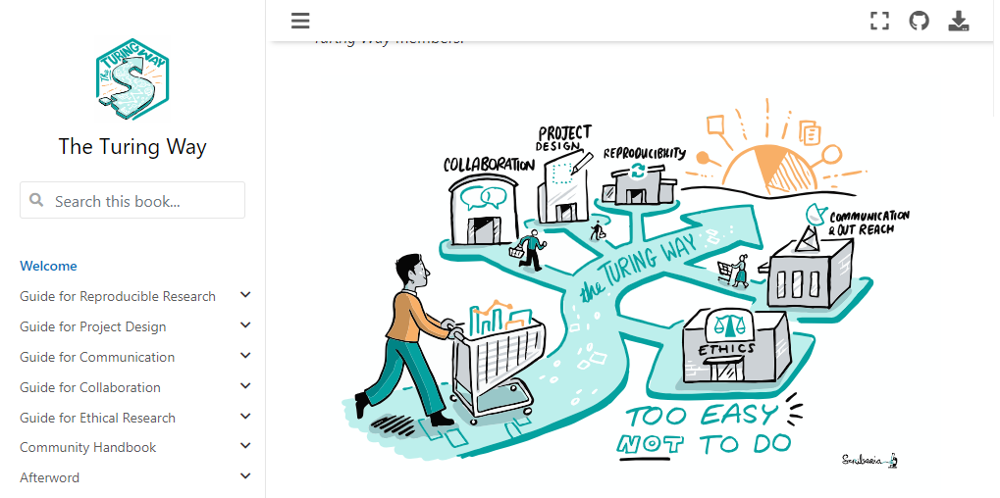 Turing Way members.
THE TURING WAY
The Turing Way
Search this book...
Welcome
Guide for Reproducible Research
Guide for Project Design
Guide for Communication
Guide for Collaboration
Guide for Ethical Research
Community Handbook
Afterword
PROJECT
DESIGN
COLLABORATION
REPRODUCIBILITY
COMMUNICATION
& OUT REACH
the TURING WAY
ETHICS
TOO EASY
NOT TO DO
Scriberia